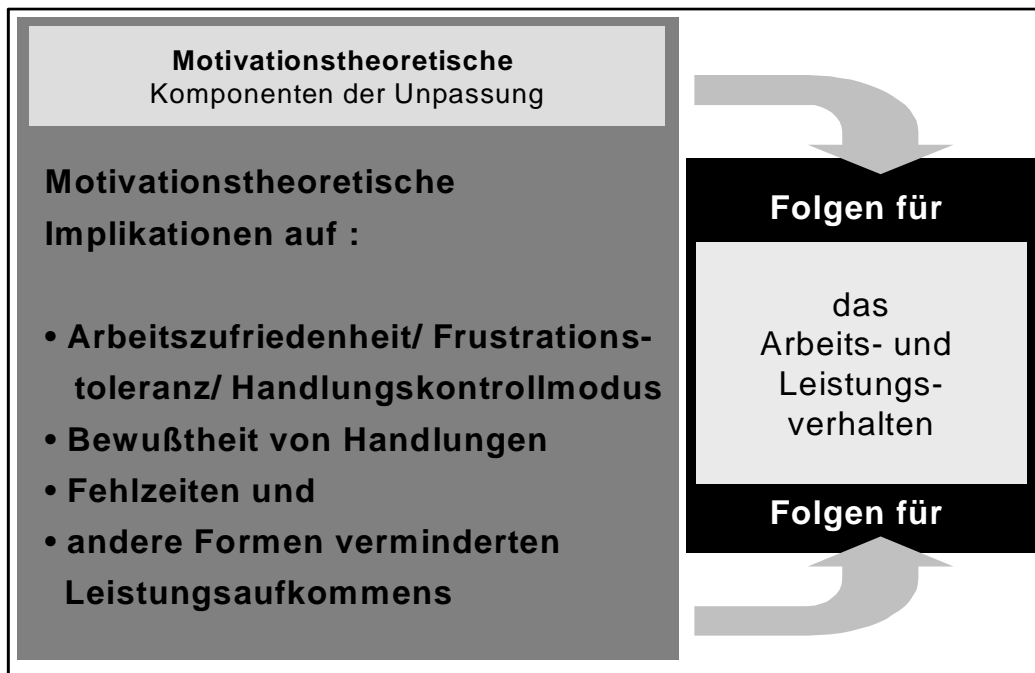 Motivationstheoretische
Komponenten der Unpassung
Motivationstheoretische
Implikationen auf :
• Arbeitszufriedenheit/ Frustrations-
toleranz/ Handlungskontrollmodus
• Bewußtheit von Handlungen
• Fehlzeiten und
• andere Formen verminderten
Leistungsaufkommens
Folgen für
das
Arbeits- und
Leistungs-
verhalten
Folgen für